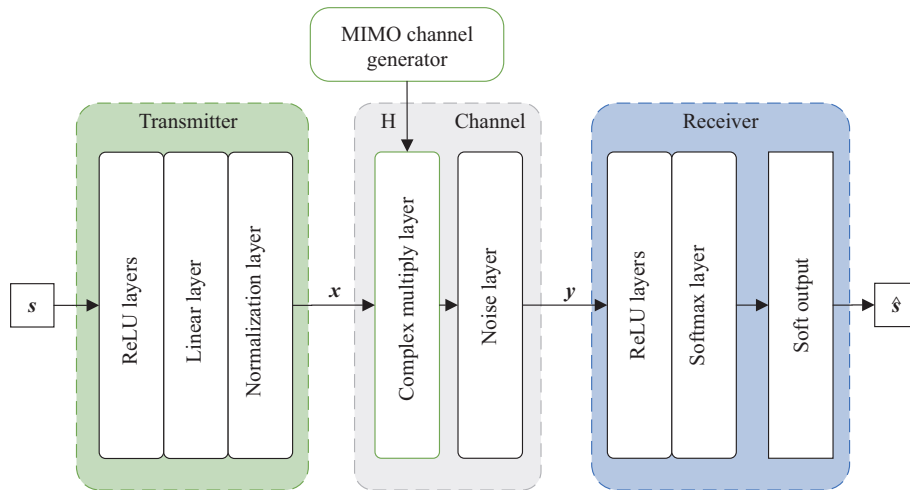 MIMO channel
generator
Transmitter
H
Channel
Receiver
s
ReLU layers
Linear layer
Normalization layer
x
Complex multiply layer
Noise layer
y
ReLU layers
Softmax layer
Soft output
ŝ